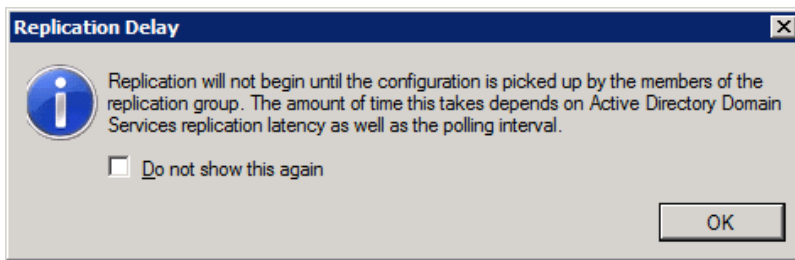 Replication Delay
Replication will not begin until the configuration is picked up by the members of the
replication group. The amount of time this takes depends on Active Directory Domain
Services replication latency as well as the polling interval.
Do not show this again
OK